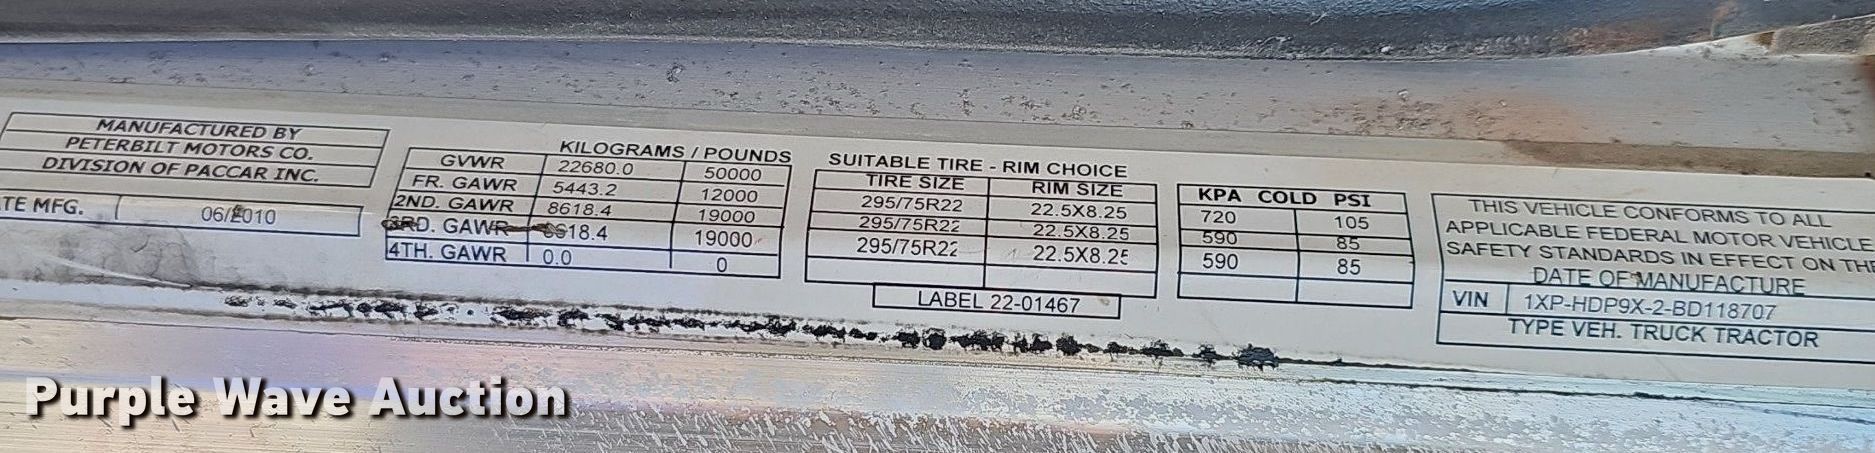 MANUFACTURED BY
PETERBILT MOTORS CO.
DIVISION OF PACCAR INC.
TE MFG. 06/2010
KILOGRAMS / POUNDS
GVWR 22680.0 50000
FR. GAWR 5443.2 12000
2ND. GAWR 8618.4 19000
3RD. GAWR 8618.4 19000
4TH. GAWR 0.0 0
SUITABLE TIRE - RIM CHOICE
TIRE SIZE RIM SIZE
295/75R22 22.5X8.25
295/75R22 22.5X8.25
295/75R22 22.5X8.25
LABEL 22-01467
KPA COLD PSI
720 105
590 85
590 85
THIS VEHICLE CONFORMS TO ALL
APPLICABLE FEDERAL MOTOR VEHICLE
SAFETY STANDARDS IN EFFECT ON THE
DATE OF MANUFACTURE
VIN 1XP-HDP9X-2-BD118707
TYPE VEH. TRUCK TRACTOR
Purple Wave Auction